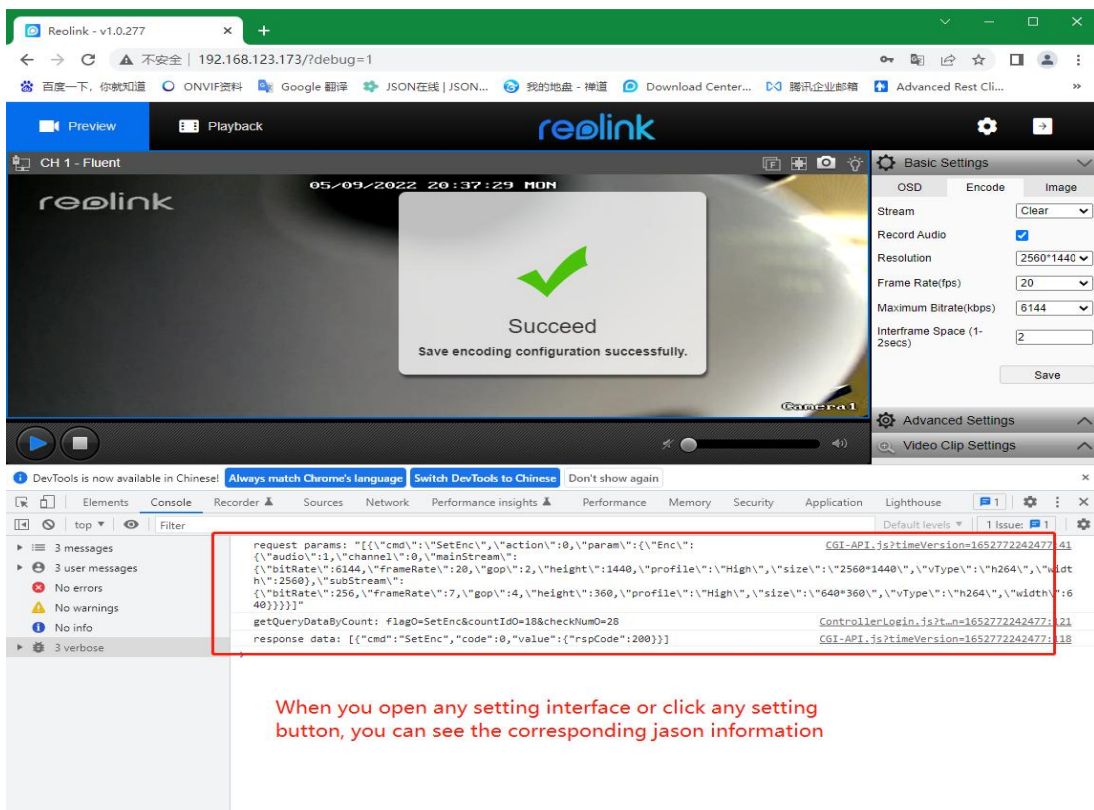 Reolink - v1.0.277
不安全 | 192.168.123.173/?debug=1
百度一下，你就知道 ONVIF资料 Google 翻译 JSON在线 | JSON... 我的地盘 - 禅道 Download Center... 腾讯企业邮箱 Advanced Rest Cli... »
Preview Playback reolink
CH 1 - Fluent
05/09/2022 20:37:29 MON
reolink
Succeed
Save encoding configuration successfully.
Camera1
Basic Settings
OSD Encode Image
Stream Clear
Record Audio
Resolution 2560*1440
Frame Rate(fps) 20
Maximum Bitrate(kbps) 6144
Interframe Space (1-
2secs) 2
Save
Advanced Settings
Video Clip Settings
DevTools is now available in Chinese! Always match Chrome's language Switch DevTools to Chinese Don't show again
Elements Console Recorder Sources Network Performance insights Performance Memory Security Application Lighthouse 1
top Filter Default levels 1 Issue: 1
3 messages
3 user messages
No errors
No warnings
No info
3 verbose
request params: "[{\"cmd\":\"SetEnc\",\"action\":0,\"param\":{\"Enc\": CGI-API.js?timeVersion=1652772242477:141
{\"audio\":1,\"channel\":0,\"mainStream\":
{\"bitRate\":6144,\"frameRate\":20,\"gop\":2,\"height\":1440,\"profile\":\"High\",\"size\":\"2560*1440\",\"vType\":\"h264\",\"widt
h\":2560},\"subStream\":
{\"bitRate\":256,\"frameRate\":7,\"gop\":4,\"height\":360,\"profile\":\"High\",\"size\":\"640*360\",\"vType\":\"h264\",\"width\":6
40}}}}]"
getQueryDataByCount: flagO=SetEnc&countIdO=18&checkNumO=28 ControllerLogin.js?t…n=1652772242477:121
response data: [{"cmd":"SetEnc","code":0,"value":{"rspCode":200}}] CGI-API.js?timeVersion=1652772242477:118
When you open any setting interface or click any setting
button, you can see the corresponding jason information